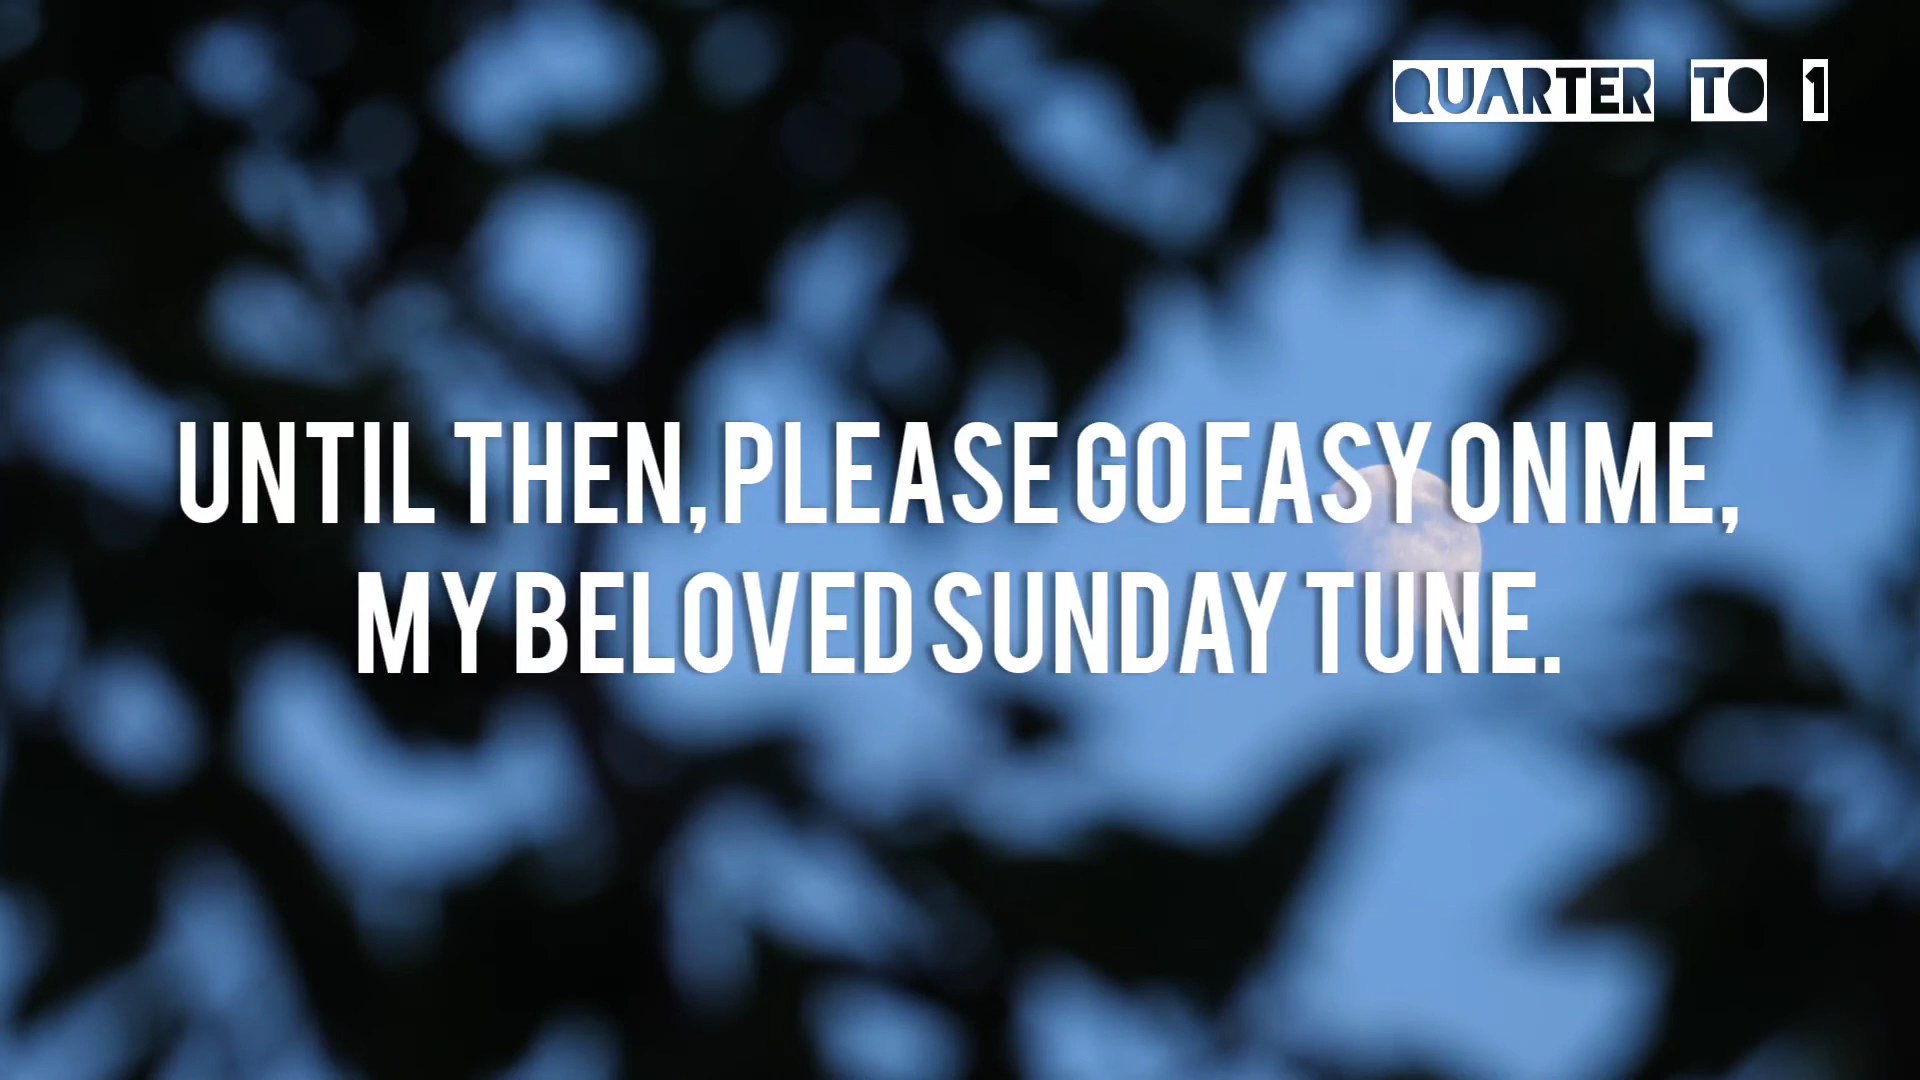 QUARTER TO 1
UNTIL THEN, PLEASE GO EASY ON ME,
MY BELOVED SUNDAY TUNE.